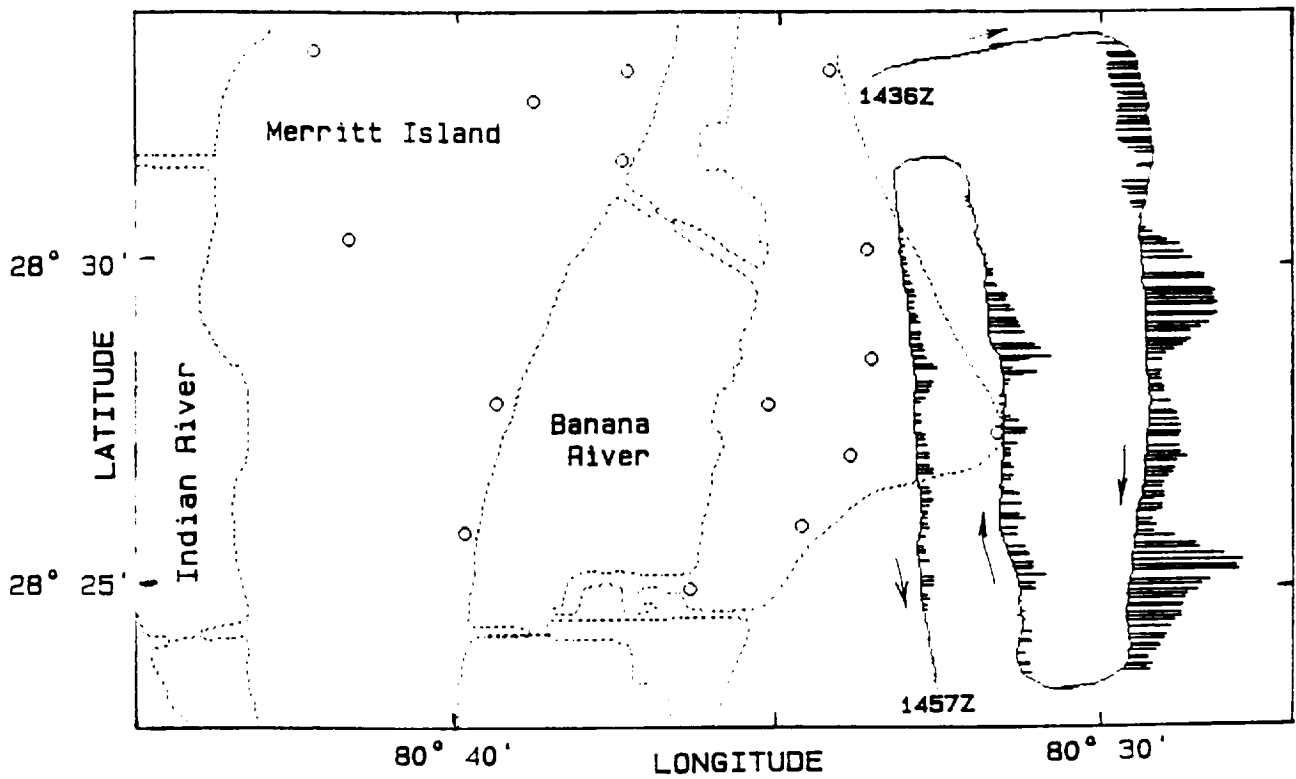 1436Z
Merritt Island
28° 30'
LATITUDE
Indian River
Banana
River
28° 25'
1457Z
80° 40'
LONGITUDE
80° 30'